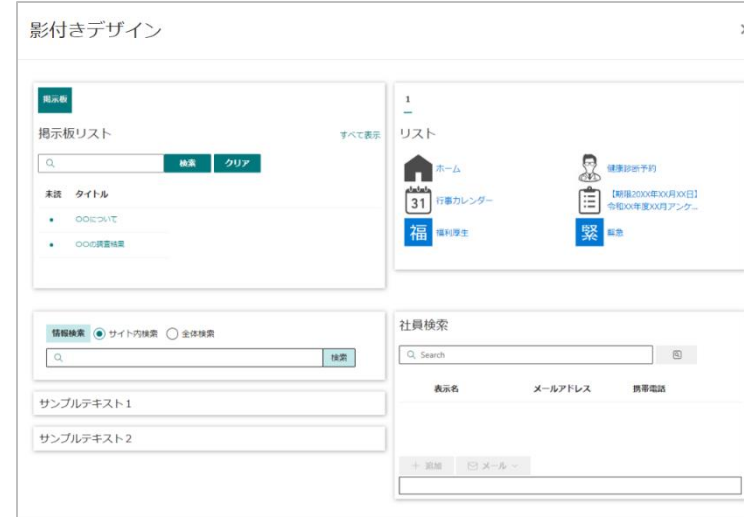 影付きデザイン
掲示板
掲示板リスト
すべて表示
検索
クリア
未読 タイトル
〇〇について
〇〇の調査結果
1
リスト
ホーム
健康診断予約
31
行事カレンダー
【期限20XX年XX月XX日】
令和XX年度XX月アンケ...
福
福利厚生
緊
緊急
情報検索 サイト内検索 全体検索
検索
サンプルテキスト1
サンプルテキスト2
社員検索
Search
表示名 メールアドレス 携帯電話
+ 追加 メール